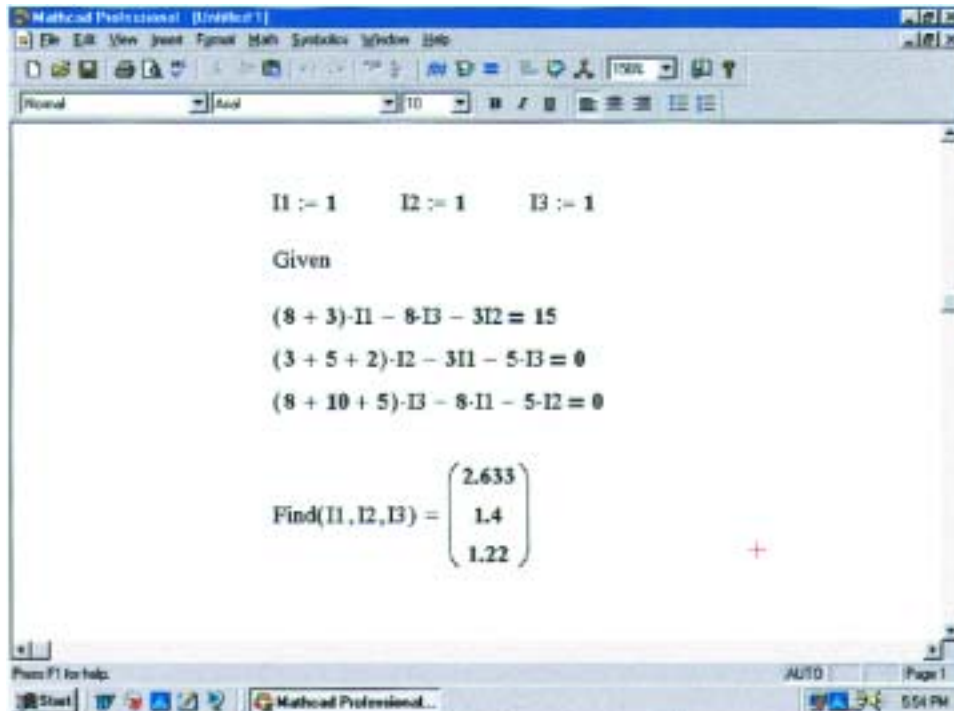 Mathcad Professional - [Untitled:1]
File Edit View Insert Format Math Symbolics Window Help
150%
Normal Arial 10 B I U
I1 := 1 I2 := 1 I3 := 1
Given
(8 + 3)·I1 − 8·I3 − 3I2 = 15
(3 + 5 + 2)·I2 − 3I1 − 5·I3 = 0
(8 + 10 + 5)·I3 − 8·I1 − 5·I2 = 0
Find(I1,I2,I3) =
2.633
1.4
1.22
Press F1 for help.
AUTO Page 1
Start Mathcad Professional... 5:54 PM